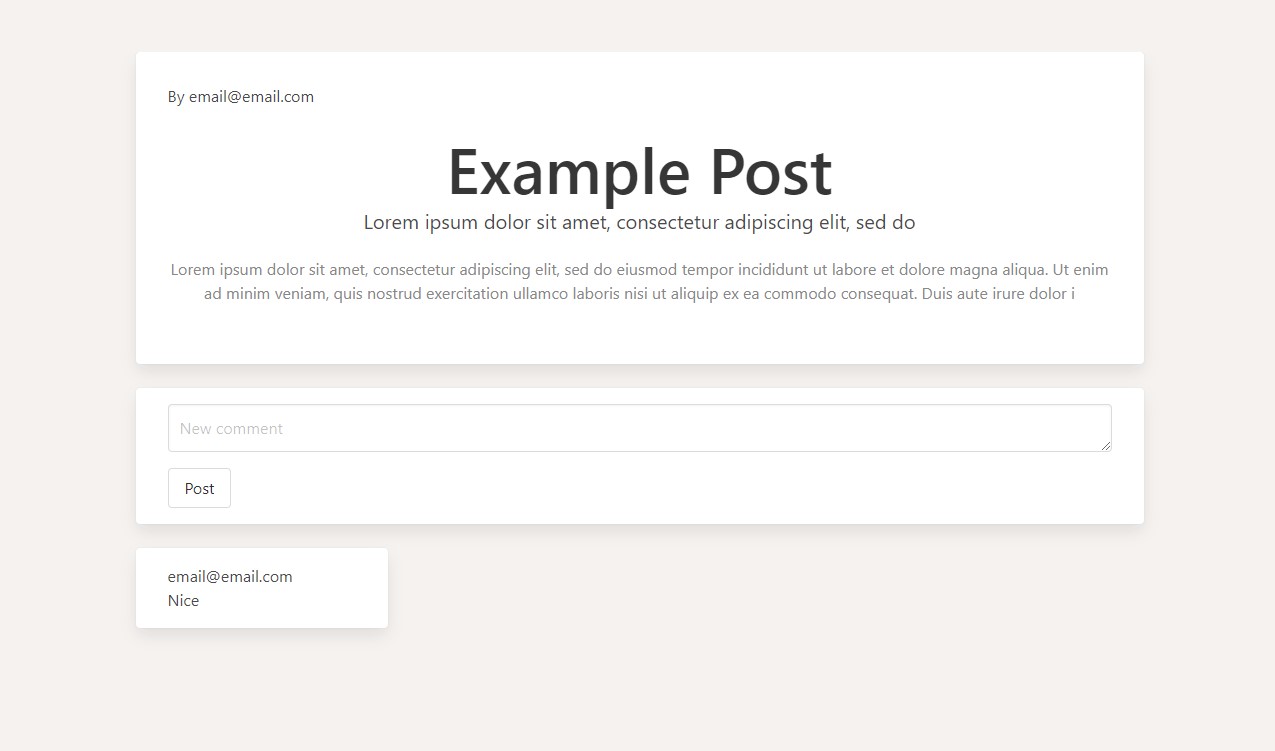 By email@email.com
Example Post
Lorem ipsum dolor sit amet, consectetur adipiscing elit, sed do
Lorem ipsum dolor sit amet, consectetur adipiscing elit, sed do eiusmod tempor incididunt ut labore et dolore magna aliqua. Ut enim
ad minim veniam, quis nostrud exercitation ullamco laboris nisi ut aliquip ex ea commodo consequat. Duis aute irure dolor i
New comment
Post
email@email.com
Nice